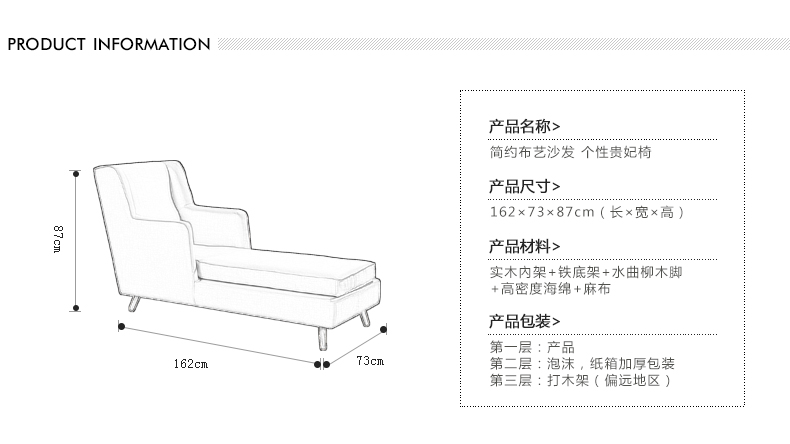 PRODUCT INFORMATION
产品名称>
简约布艺沙发 个性贵妃椅
产品尺寸>
162×73×87cm（长×宽×高）
产品材料>
实木内架+铁底架+水曲柳木脚
+高密度海绵+麻布
产品包装>
第一层：产品
第二层：泡沫，纸箱加厚包装
第三层：打木架（偏远地区）
87cm
162cm
73cm